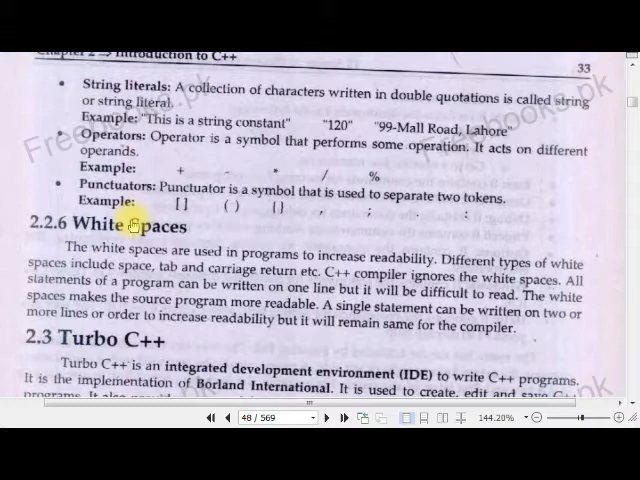 Chapter 2 ⇒ Introduction to C++
33
• String literals: A collection of characters written in double quotations is called string
or string literal.
Example: "This is a string constant" "120" "99-Mall Road, Lahore"
• Operators: Operator is a symbol that performs some operation. It acts on different
operands.
Example: + - * / %
• Punctuators: Punctuator is a symbol that is used to separate two tokens.
Example: [ ] ( ) { } , ; . :
2.2.6 White Spaces
The white spaces are used in programs to increase readability. Different types of white
spaces include space, tab and carriage return etc. C++ compiler ignores the white spaces. All
statements of a program can be written on one line but it will be difficult to read. The white
spaces makes the source program more readable. A single statement can be written on two or
more lines or order to increase readability but it will remain same for the compiler.
2.3 Turbo C++
Turbo C++ is an integrated development environment (IDE) to write C++ programs.
It is the implementation of Borland International. It is used to create, edit and save C++
programs. It also
Freebooks.pk
Freebooks.pk
48 / 569
144.20%